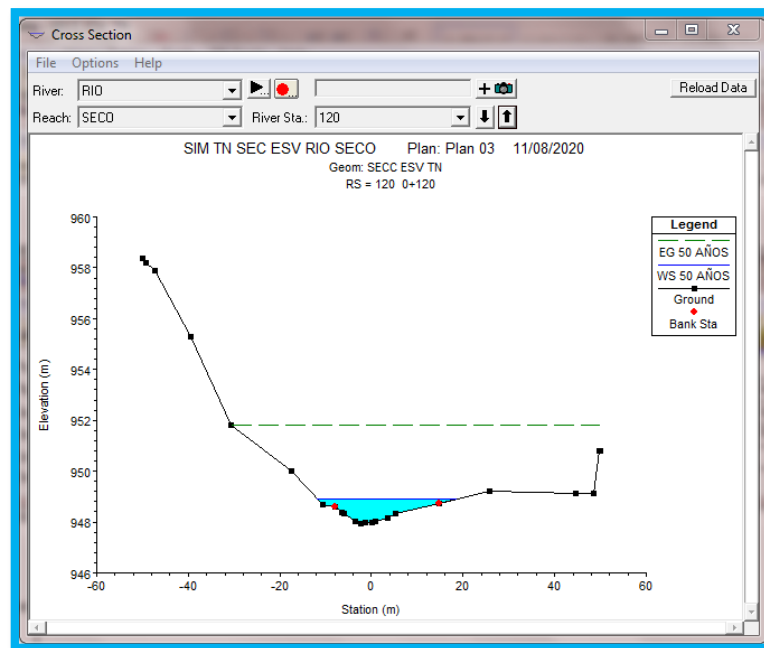 Cross Section
File Options Help
River: RIO Reload Data
Reach: SECO River Sta.: 120
SIM TN SEC ESV RIO SECO Plan: Plan 03 11/08/2020
Geom: SECC ESV TN
RS = 120 0+120
Legend
EG 50 AÑOS
WS 50 AÑOS
Ground
Bank Sta
Elevation (m)
960
958
956
954
952
950
948
946
-60 -40 -20 0 20 40 60
Station (m)